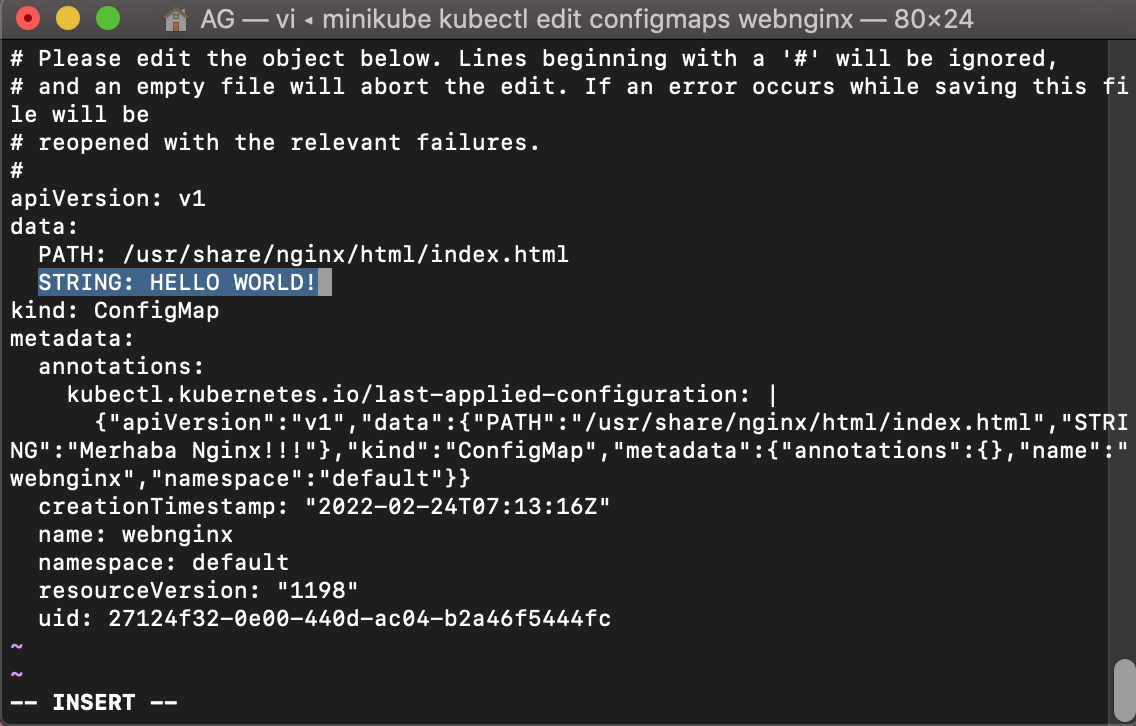 AG — vi ◂ minikube kubectl edit configmaps webnginx — 80×24
# Please edit the object below. Lines beginning with a '#' will be ignored,
# and an empty file will abort the edit. If an error occurs while saving this fi
le will be
# reopened with the relevant failures.
#
apiVersion: v1
data:
  PATH: /usr/share/nginx/html/index.html
  STRING: HELLO WORLD!
kind: ConfigMap
metadata:
  annotations:
    kubectl.kubernetes.io/last-applied-configuration: |
      {"apiVersion":"v1","data":{"PATH":"/usr/share/nginx/html/index.html","STRI
NG":"Merhaba Nginx!!!"},"kind":"ConfigMap","metadata":{"annotations":{},"name":"
webnginx","namespace":"default"}}
  creationTimestamp: "2022-02-24T07:13:16Z"
  name: webnginx
  namespace: default
  resourceVersion: "1198"
  uid: 27124f32-0e00-440d-ac04-b2a46f5444fc
~
~
-- INSERT --